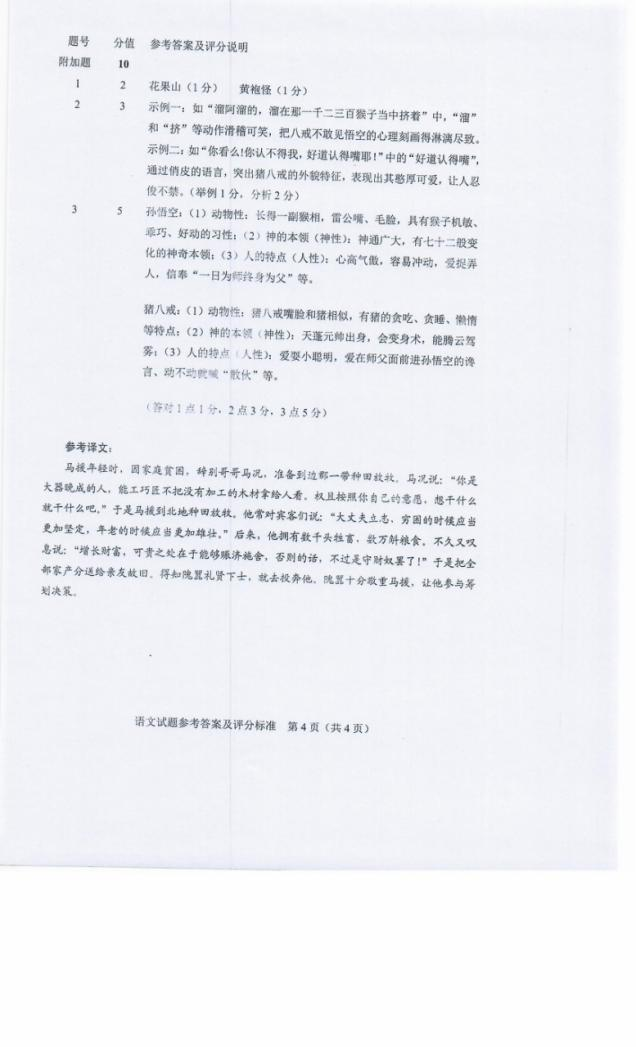 题号 分值 参考答案及评分说明
附加题 10
1 2 花果山（1分） 黄袍怪（1分）
2 3 示例一：如“溜阿溜的，溜在那一千二三百猴子当中挤着”中，“溜”
和“挤”等动作滑稽可笑，把八戒不敢见悟空的心理刻画得淋漓尽致。
示例二：如“你看么！你认不得我，好道认得嘴耶！”中的“好道认得嘴”，
通过俏皮的语言，突出猪八戒的外貌特征，表现出其憨厚可爱，让人忍
俊不禁。（举例1分，分析2分）
3 5 孙悟空：（1）动物性：长得一副猴相，雷公嘴、毛脸，具有猴子机敏、
乖巧、好动的习性；（2）神的本领（神性）：神通广大，有七十二般变
化的神奇本领；（3）人的特点（人性）：心高气傲，容易冲动，爱捉弄
人，信奉“一日为师终身为父”等。
猪八戒：（1）动物性：猪八戒嘴脸和猪相似，有猪的贪吃、贪睡、懒惰
等特点；（2）神的本领（神性）：天蓬元帅出身，会变身术，能腾云驾
雾；（3）人的特点（人性）：爱耍小聪明，爱在师父面前进孙悟空的谗
言、动不动就喊“散伙”等。
（答对1点1分，2点3分，3点5分）
参考译文：
马援年轻时，因家庭贫困，辞别哥哥马况，准备到边郡一带种田放牧。马况说：“你是
大器晚成的人，能工巧匠不把没有加工的木材拿给人看。权且按照你自己的意愿，想干什么
就干什么吧。”于是马援到北地种田放牧。他常对宾客们说：“大丈夫立志，穷困的时候应当
更加坚定，年老的时候应当更加雄壮。”后来，他拥有数千头牲畜，数万斛粮食。不久又叹
息说：“增长财富，可贵之处在于能够赈济施舍，否则的话，不过是守财奴罢了！”于是把全
部家产分送给亲友故旧。得知隗嚣礼贤下士，就去投奔他。隗嚣十分敬重马援，让他参与筹
划决策。
语文试题参考答案及评分标准 第4页（共4页）